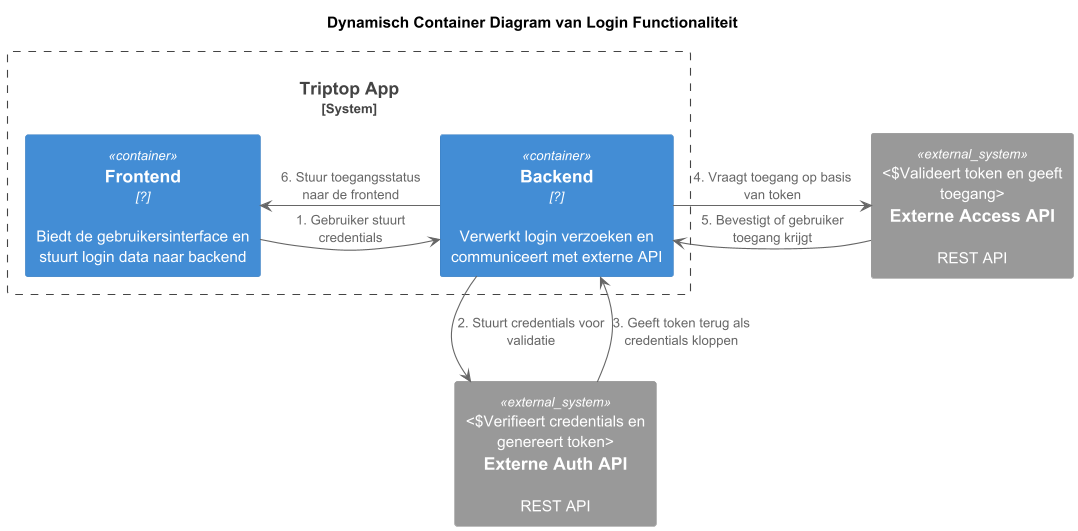 Dynamisch Container Diagram van Login Functionaliteit
Triptop App
[System]
«container»
Frontend
[?]
Biedt de gebruikersinterface en
stuurt login data naar backend
6. Stuur toegangsstatus
naar de frontend
1. Gebruiker stuurt
credentials
«container»
Backend
[?]
Verwerkt login verzoeken en
communiceert met externe API
4. Vraagt toegang op basis
van token
5. Bevestigt of gebruiker
toegang krijgt
«external_system»
<$Valideert token en geeft
toegang>
Externe Access API
REST API
2. Stuurt credentials voor
validatie
3. Geeft token terug als
credentials kloppen
«external_system»
<$Verifieert credentials en
genereert token>
Externe Auth API
REST API